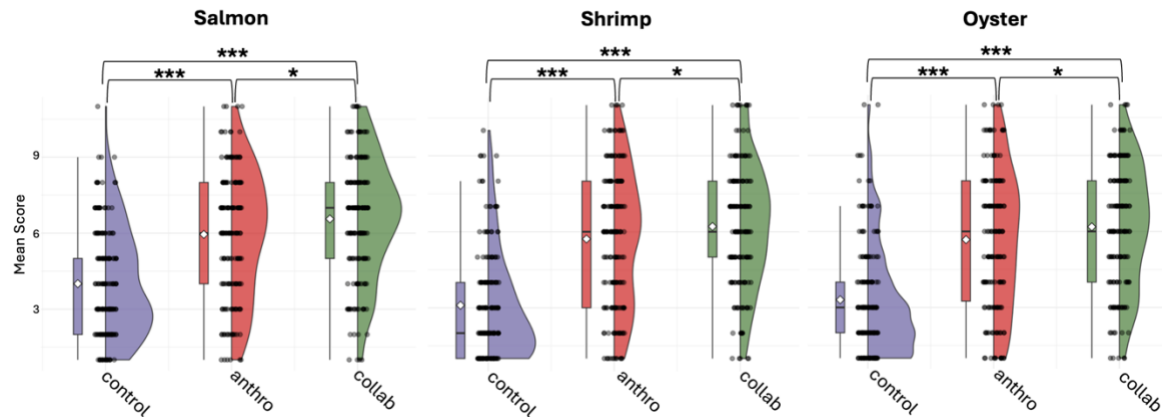 Salmon
Shrimp
Oyster
***
***
***
***
*
***
*
***
*
Mean Score
9
6
3
control
anthro
collab
control
anthro
collab
control
anthro
collab